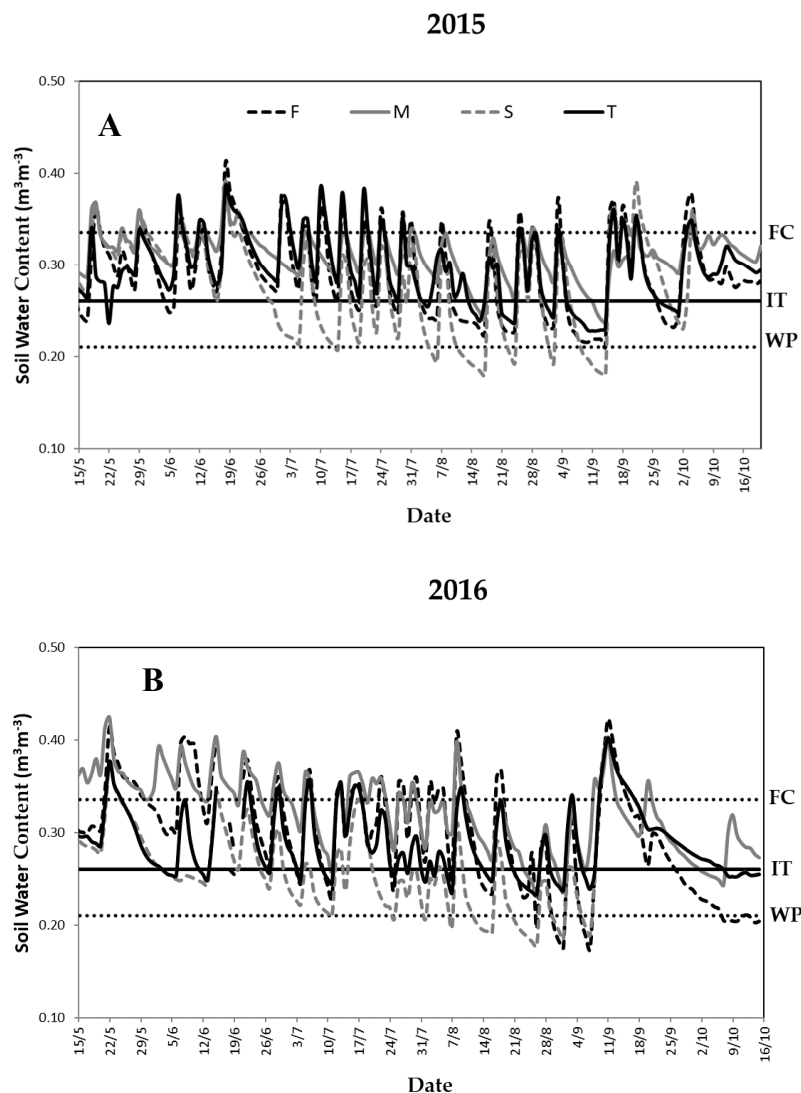 2015
0.50
A
F M S T
0.40
FC
0.30
IT
0.20
WP
0.10
Soil Water Content (m³m⁻³)
15/5 22/5 29/5 5/6 12/6 19/6 26/6 3/7 10/7 17/7 24/7 31/7 7/8 14/8 21/8 28/8 4/9 11/9 18/9 25/9 2/10 9/10 16/10
Date
2016
0.50
B
0.40
FC
0.30
IT
0.20
WP
0.10
Soil Water Content (m³m⁻³)
15/5 22/5 29/5 5/6 12/6 19/6 26/6 3/7 10/7 17/7 24/7 31/7 7/8 14/8 21/8 28/8 4/9 11/9 18/9 25/9 2/10 9/10 16/10
Date